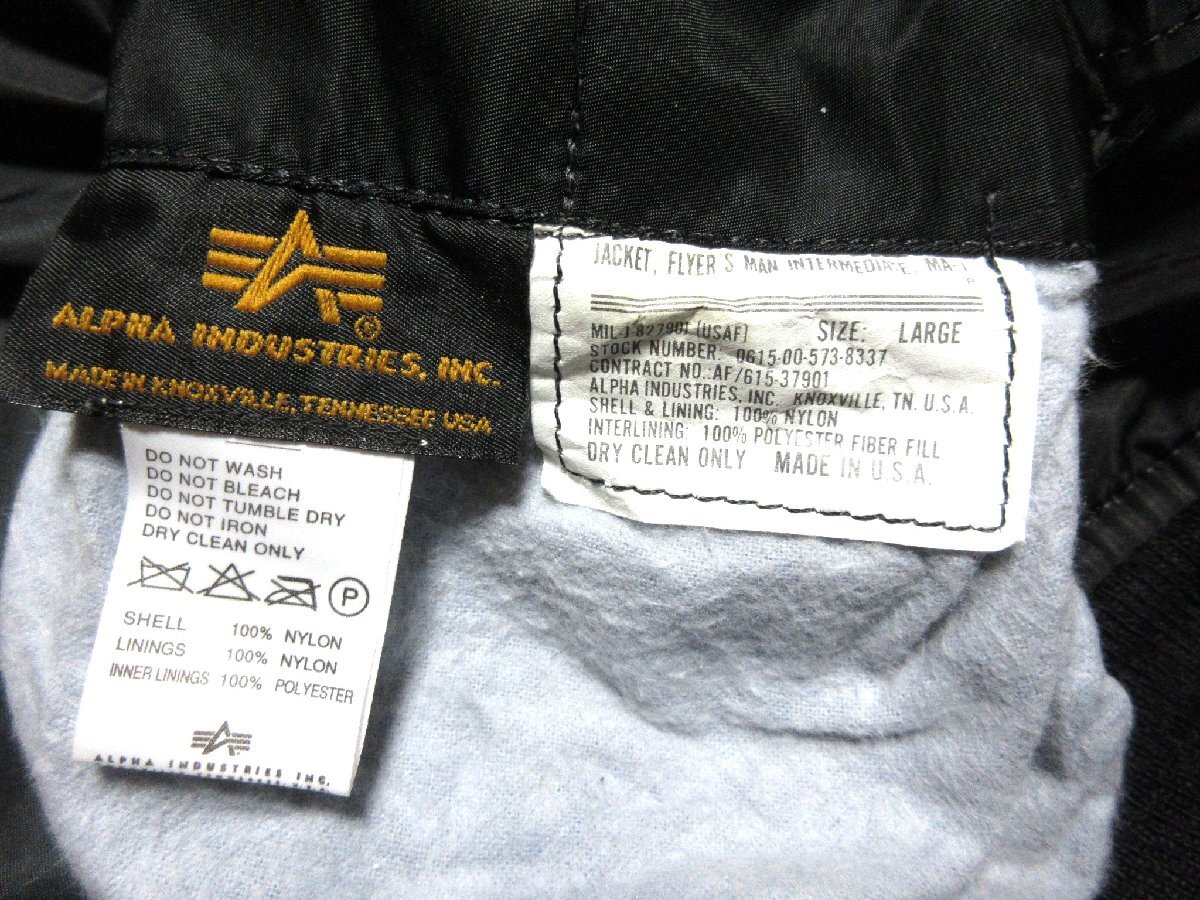 ALPHA INDUSTRIES, INC.
MADE IN KNOXVILLE, TENNESSEE USA
JACKET, FLYER'S MAN INTERMEDIATE, MA-1
P
MIL-J-8279DI (USAF) SIZE: LARGE
STOCK NUMBER: 0615-00-573-8337
CONTRACT NO.: AF/615-37901
ALPHA INDUSTRIES, INC. KNOXVILLE, TN. U.S.A.
SHELL & LINING: 100% NYLON
INTERLINING: 100% POLYESTER FIBER FILL
DRY CLEAN ONLY MADE IN U.S.A.
DO NOT WASH
DO NOT BLEACH
DO NOT TUMBLE DRY
DO NOT IRON
DRY CLEAN ONLY
P
SHELL 100% NYLON
LININGS 100% NYLON
INNER LININGS 100% POLYESTER
ALPHA INDUSTRIES INC.